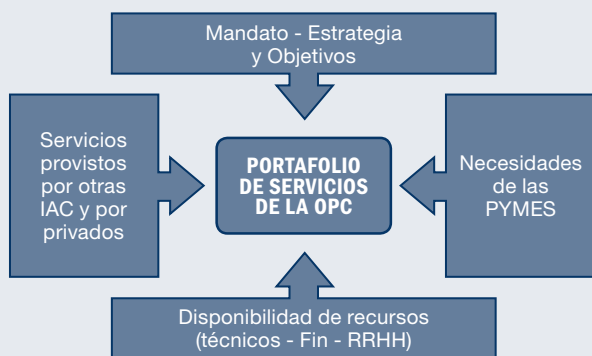 Mandato - Estrategia
y Objetivos
Servicios
provistos
por otras
IAC y por
privados
PORTAFOLIO
DE SERVICIOS
DE LA OPC
Necesidades
de las
PYMES
Disponibilidad de recursos
(técnicos - Fin - RRHH)